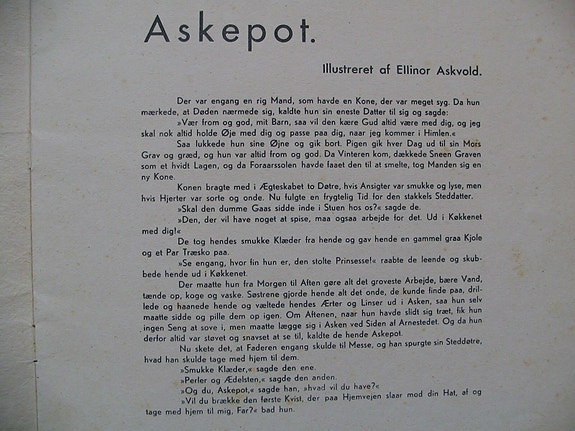 Askepot.
Illustreret af Ellinor Askvold.
Der var engang en rig Mand, som havde en Kone, der var meget syg. Da hun
mærkede, at Døden nærmede sig, kaldte hun sin eneste Datter til sig og sagde:
»Vær from og god, mit Barn, saa vil den kære Gud altid være med dig, og jeg
skal nok altid holde Øje med dig og passe paa dig, naar jeg kommer i Himlen.«
Saa lukkede hun sine Øjne og gik bort. Pigen gik hver Dag ud til sin Mors
Grav og græd, og hun var altid from og god. Da Vinteren kom, dækkede Sneen Graven
som et hvidt Lagen, og da Foraarssolen havde faaet den til at smelte, tog Manden sig en
ny Kone.
Konen bragte med i Ægteskabet to Døtre, hvis Ansigter var smukke og lyse, men
hvis Hjerter var sorte og onde. Nu fulgte en frygtelig Tid for den stakkels Steddatter.
»Skal den dumme Gaas sidde inde i Stuen hos os?« sagde de.
»Den, der vil have noget at spise, maa ogsaa arbejde for det. Ud i Køkkenet
med dig!«
De tog hendes smukke Klæder fra hende og gav hende en gammel graa Kjole
og et Par Træsko paa.
»Se engang, hvor fin hun er, den stolte Prinsesse!« raabte de leende og skub-
bede hende ud i Køkkenet.
Der maatte hun fra Morgen til Aften gøre alt det groveste Arbejde, bære Vand,
tænde op, koge og vaske. Søstrene gjorde hende alt det onde, de kunde finde paa, dril-
lede og haanede hende og væltede hendes Ærter og Linser ud i Asken, saa hun selv
maatte sidde og pille dem op igen. Om Aftenen, naar hun havde slidt sig træt, fik hun
ingen Seng at sove i, men maatte lægge sig i Asken ved Siden af Arnestedet. Og da hun
derfor altid var støvet og snavset at se til, kaldte de hende Askepot.
Nu skete det, at Faderen engang skulde til Messe, og han spurgte sin Steddøtre,
hvad han skulde tage med hjem til dem.
»Smukke Klæder,« sagde den ene.
»Perler og Ædelsten,« sagde den anden.
»Og du, Askepot,« sagde han, »hvad vil du have?«
»Vil du brække den første Kvist, der paa Hjemvejen slaar mod din Hat, af og
tage med hjem til mig, Far?« bad hun.